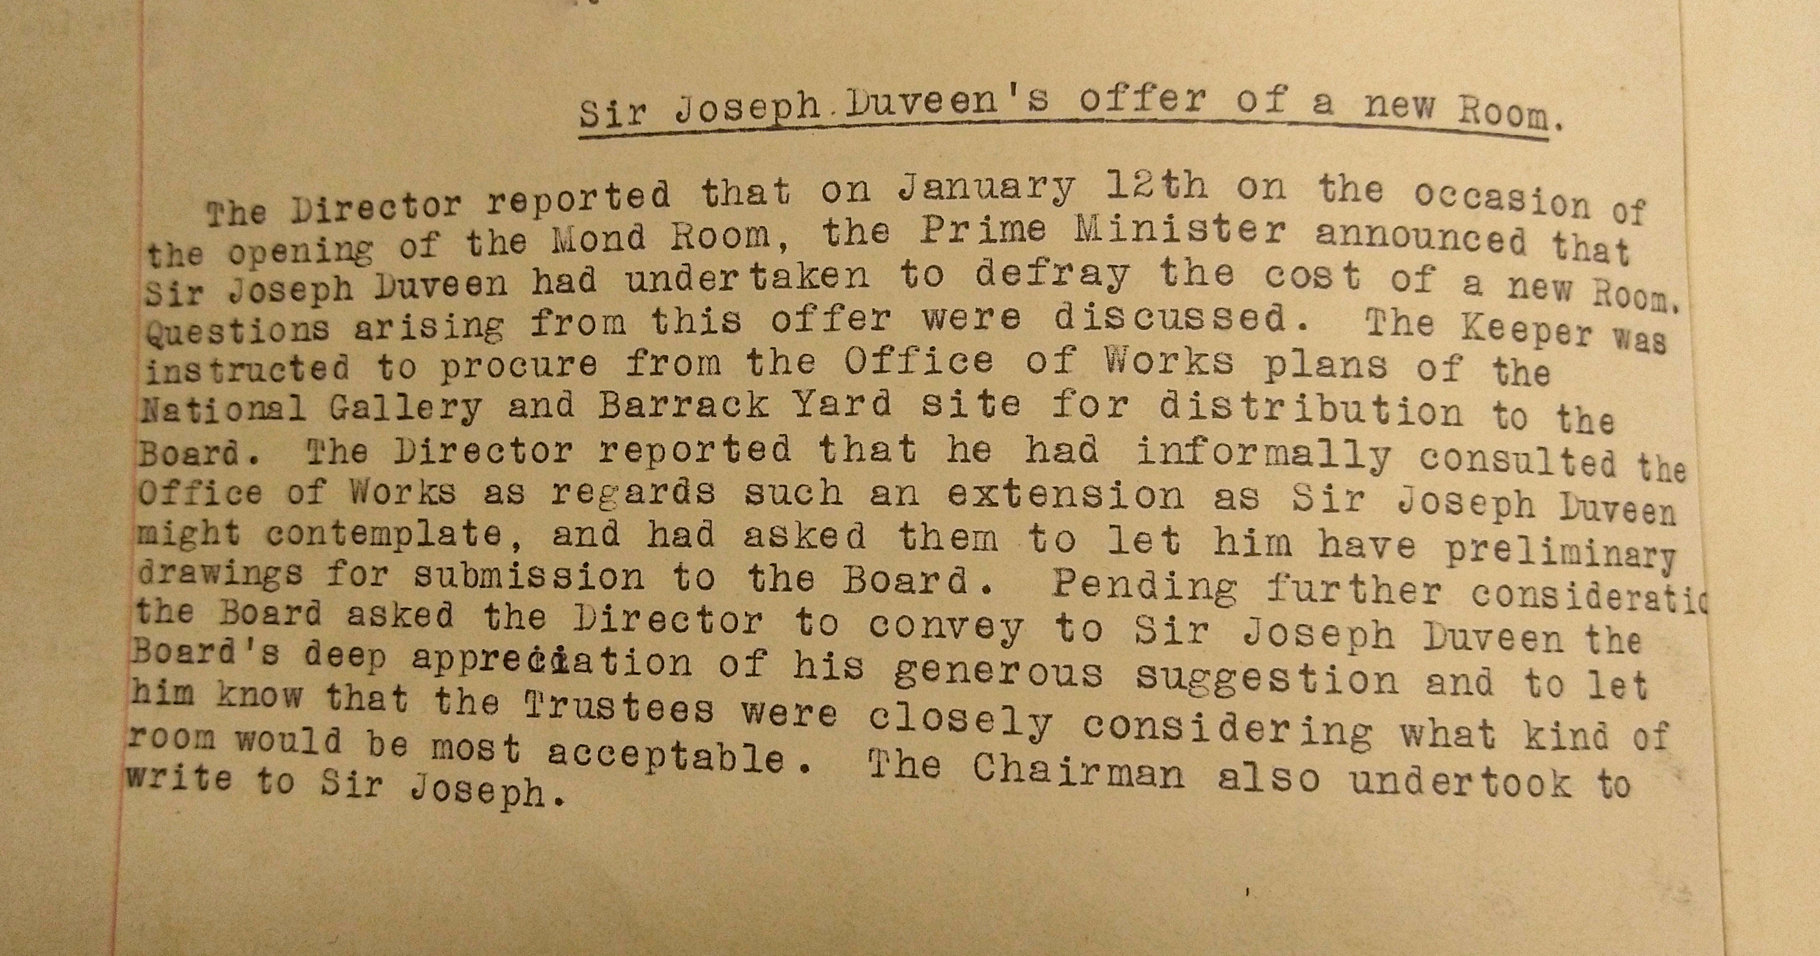 Sir Joseph Duveen's offer of a new Room.
The Director reported that on January 12th on the occasion of
the opening of the Mond Room, the Prime Minister announced that
Sir Joseph Duveen had undertaken to defray the cost of a new Room.
Questions arising from this offer were discussed. The Keeper was
instructed to procure from the Office of Works plans of the
National Gallery and Barrack Yard site for distribution to the
Board. The Director reported that he had informally consulted the
Office of Works as regards such an extension as Sir Joseph Duveen
might contemplate, and had asked them to let him have preliminary
drawings for submission to the Board. Pending further consideratio
the Board asked the Director to convey to Sir Joseph Duveen the
Board's deep appreciation of his generous suggestion and to let
him know that the Trustees were closely considering what kind of
room would be most acceptable. The Chairman also undertook to
write to Sir Joseph.